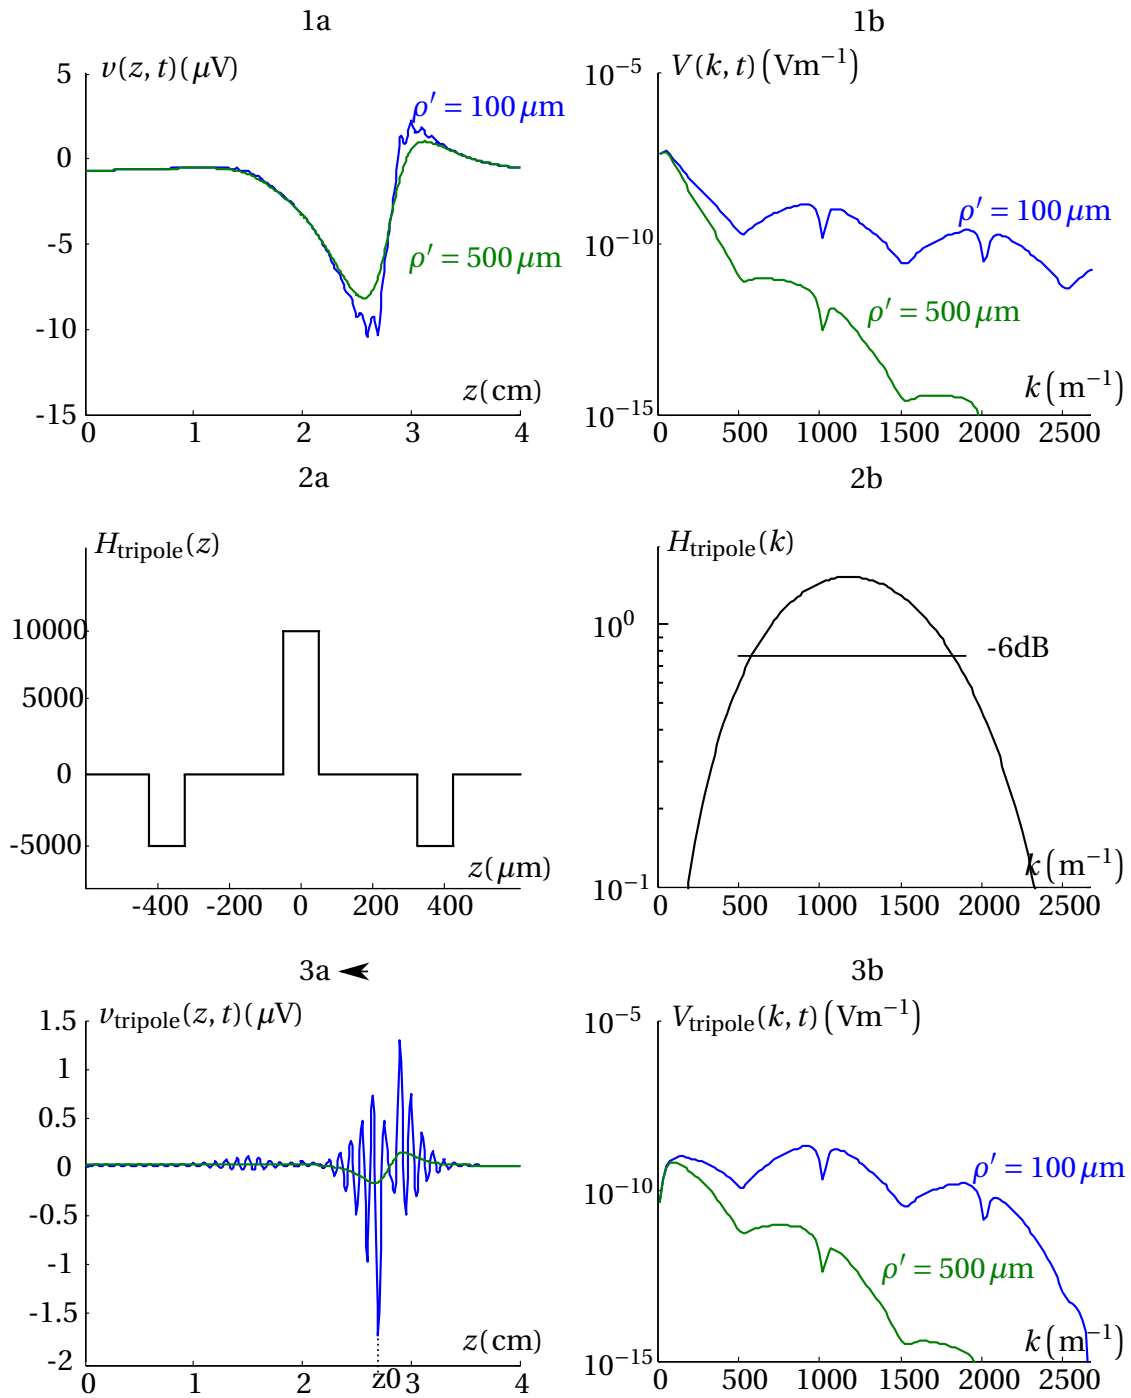 1a
v(z, t)(μV)
5
0
-5
-10
-15
ρ′ = 100 μm
ρ′ = 500 μm
z(cm)
0 1 2 3 4
1b
V(k, t)(Vm⁻¹)
10⁻⁵
10⁻¹⁰
10⁻¹⁵
ρ′ = 100 μm
ρ′ = 500 μm
k(m⁻¹)
0 500 1000 1500 2000 2500
2a
H_tripole(z)
10000
5000
0
-5000
z(μm)
-400 -200 0 200 400
2b
H_tripole(k)
10⁰
-6dB
10⁻¹
k(m⁻¹)
0 500 1000 1500 2000 2500
3a
v_tripole(z, t)(μV)
1.5
1
0.5
0
-0.5
-1
-1.5
-2
z(cm)
z0
0 1 2 3 4
3b
V_tripole(k, t)(Vm⁻¹)
10⁻⁵
10⁻¹⁰
10⁻¹⁵
ρ′ = 100 μm
ρ′ = 500 μm
k(m⁻¹)
0 500 1000 1500 2000 2500